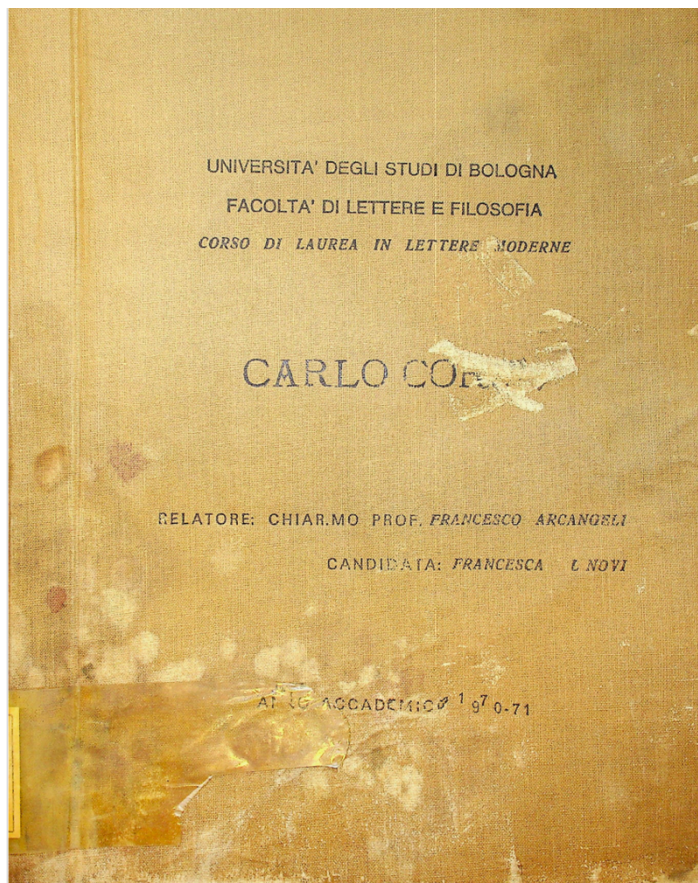 UNIVERSITA' DEGLI STUDI DI BOLOGNA
FACOLTA' DI LETTERE E FILOSOFIA
CORSO DI LAUREA IN LETTERE MODERNE
CARLO
RELATORE: CHIAR.MO PROF. FRANCESCO ARCANGELI
CANDIDATA: FRANCESCA NOVI
ANNO ACCADEMICO 1970-71